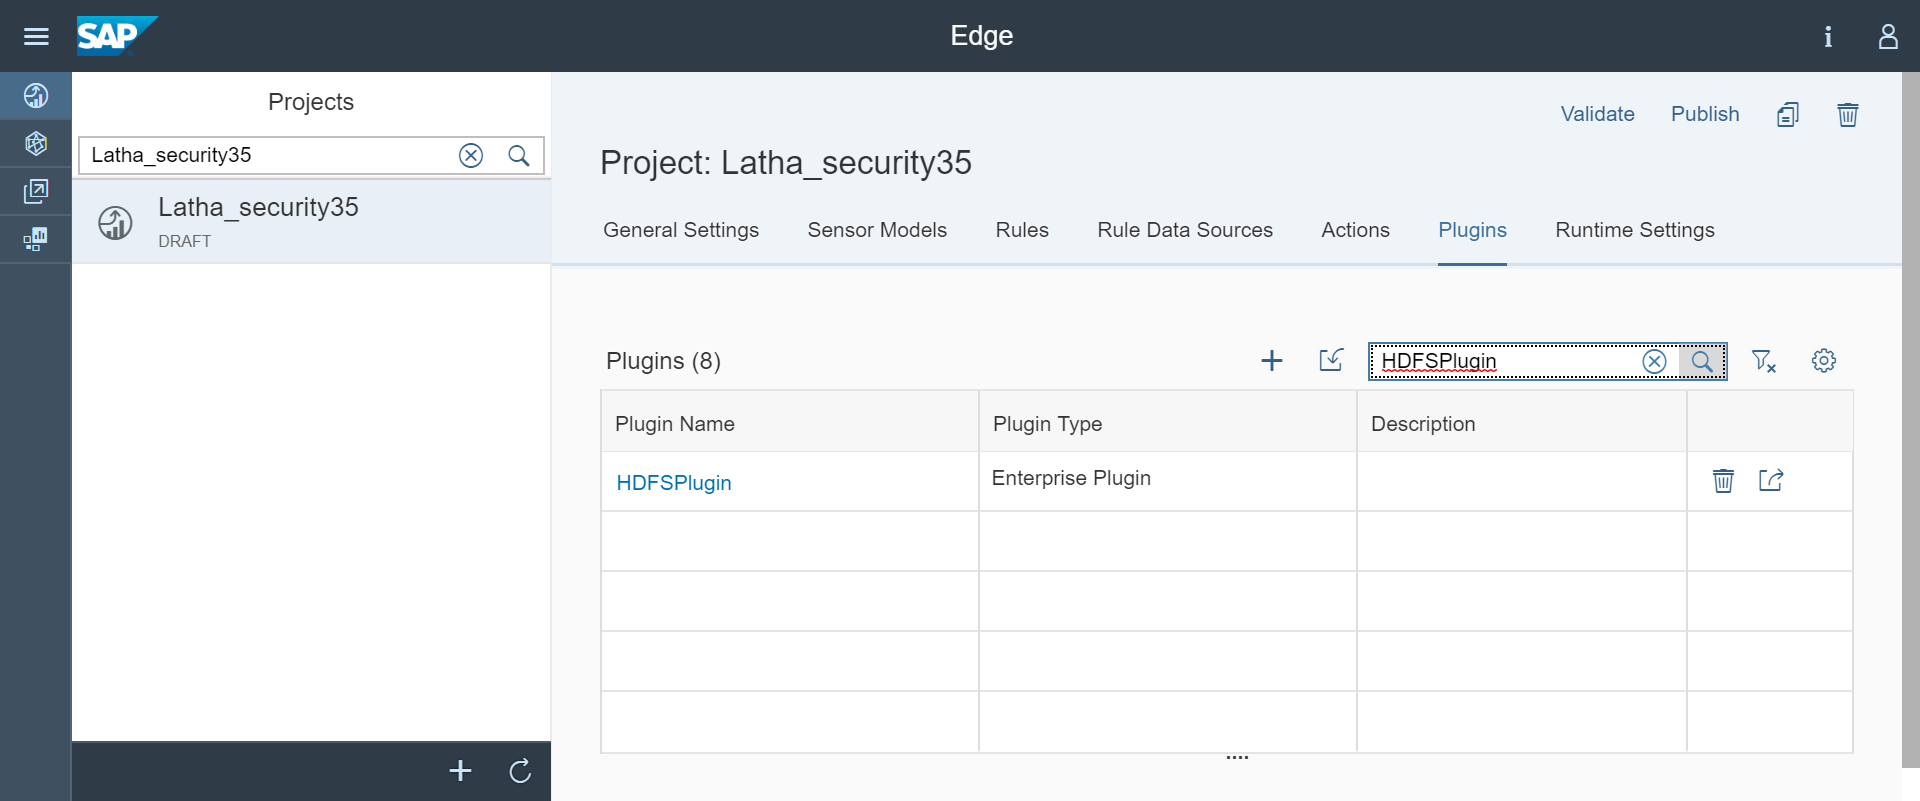 SAP
Edge
i
Projects
Latha_security35
Latha_security35
DRAFT
Validate
Publish
Project: Latha_security35
General Settings
Sensor Models
Rules
Rule Data Sources
Actions
Plugins
Runtime Settings
Plugins (8)
HDFSPlugin
Plugin Name
Plugin Type
Description
HDFSPlugin
Enterprise Plugin